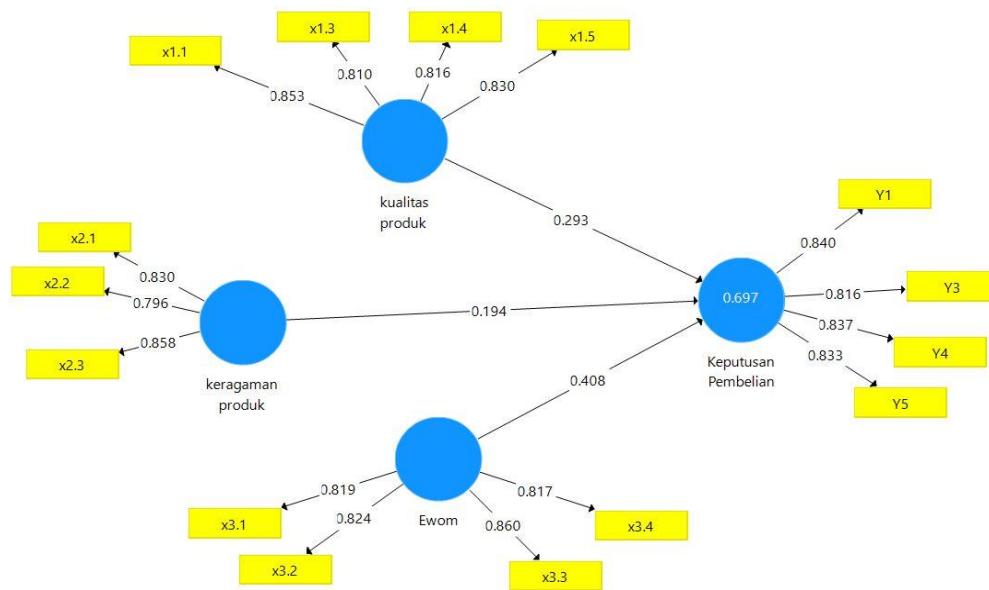 x1.1
x1.3
x1.4
x1.5
0.853
0.810
0.816
0.830
kualitas
produk
0.293
x2.1
x2.2
x2.3
0.830
0.796
0.858
keragaman
produk
0.194
x3.1
x3.2
x3.3
x3.4
0.819
0.824
0.860
0.817
Ewom
0.408
0.697
Keputusan
Pembelian
0.840
0.816
0.837
0.833
Y1
Y3
Y4
Y5